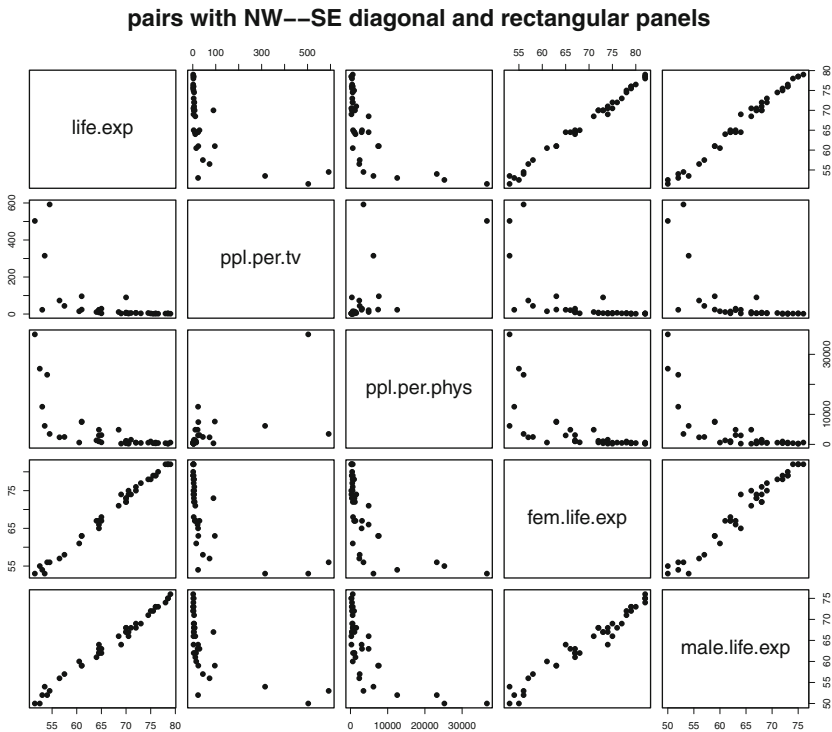 pairs with NW--SE diagonal and rectangular panels
0 100 300 500
55 60 65 70 75 80
life.exp
55 60 65 70 75 80
0 200 400 600
ppl.per.tv
ppl.per.phys
0 10000 30000
55 65 75
fem.life.exp
male.life.exp
50 55 60 65 70 75
55 60 65 70 75 80
0 10000 30000
50 55 60 65 70 75